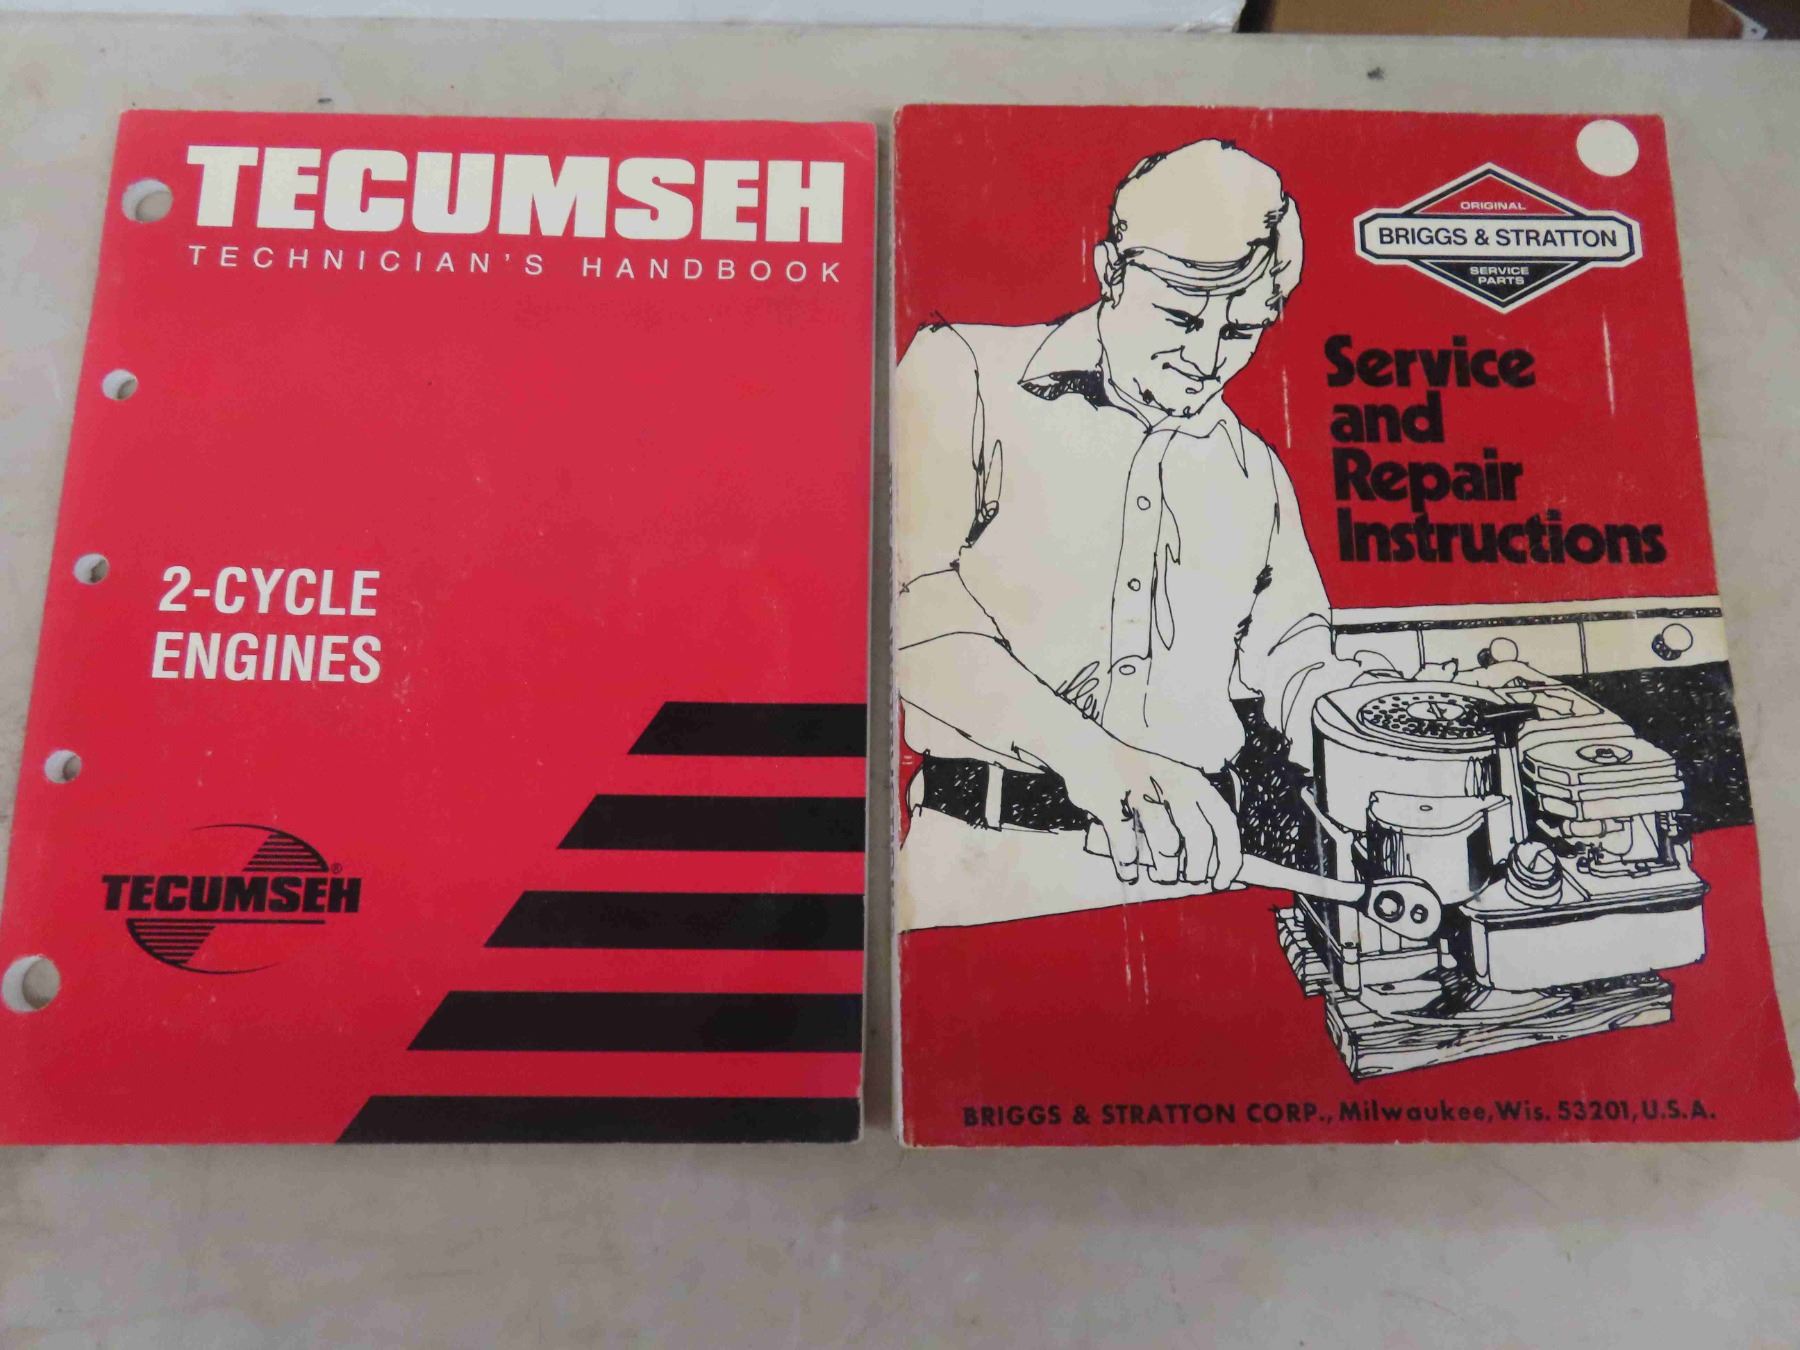 TECUMSEH
TECHNICIAN'S HANDBOOK
2-CYCLE
ENGINES
TECUMSEH®
ORIGINAL
BRIGGS & STRATTON
SERVICE
PARTS
Service
and
Repair
Instructions
BRIGGS & STRATTON CORP., Milwaukee, Wis. 53201, U.S.A.